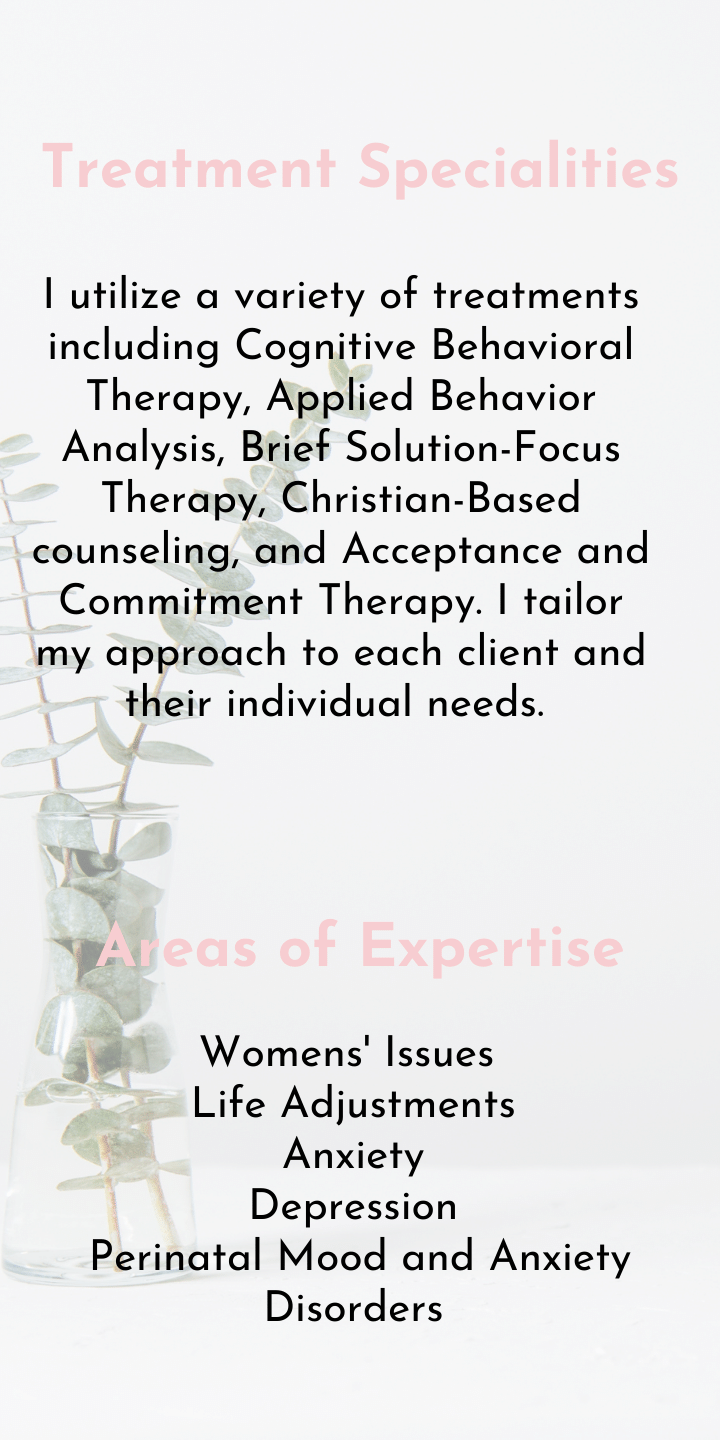 Treatment Specialities
I utilize a variety of treatments
including Cognitive Behavioral
Therapy, Applied Behavior
Analysis, Brief Solution-Focus
Therapy, Christian-Based
counseling, and Acceptance and
Commitment Therapy. I tailor
my approach to each client and
their individual needs.
Areas of Expertise
Womens' Issues
Life Adjustments
Anxiety
Depression
Perinatal Mood and Anxiety
Disorders